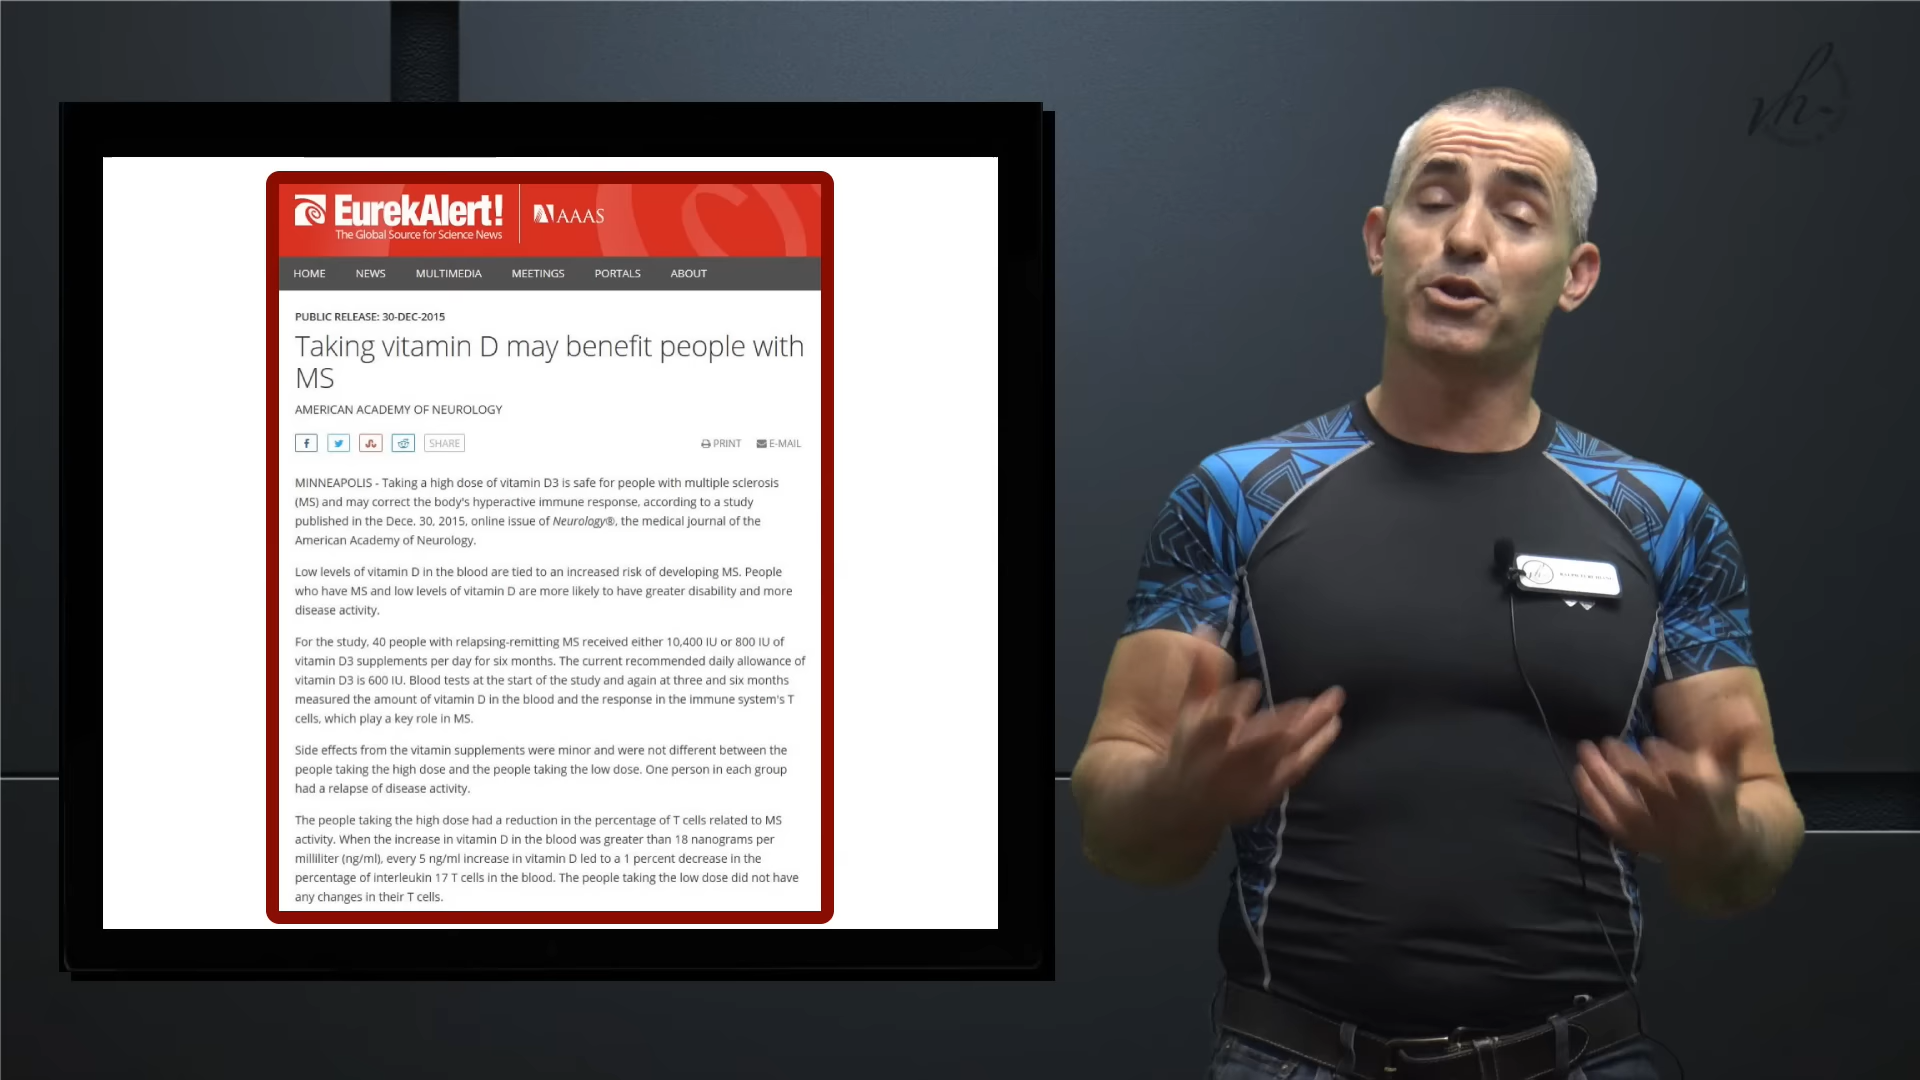 EurekAlert!
The Global Source for Science News
AAAS
HOME NEWS MULTIMEDIA MEETINGS PORTALS ABOUT
PUBLIC RELEASE: 30-DEC-2015
Taking vitamin D may benefit people with
MS
AMERICAN ACADEMY OF NEUROLOGY
SHARE PRINT E-MAIL
MINNEAPOLIS - Taking a high dose of vitamin D3 is safe for people with multiple sclerosis
(MS) and may correct the body's hyperactive immune response, according to a study
published in the Dece. 30, 2015, online issue of Neurology®, the medical journal of the
American Academy of Neurology.
Low levels of vitamin D in the blood are tied to an increased risk of developing MS. People
who have MS and low levels of vitamin D are more likely to have greater disability and more
disease activity.
For the study, 40 people with relapsing-remitting MS received either 10,400 IU or 800 IU of
vitamin D3 supplements per day for six months. The current recommended daily allowance of
vitamin D3 is 600 IU. Blood tests at the start of the study and again at three and six months
measured the amount of vitamin D in the blood and the response in the immune system's T
cells, which play a key role in MS.
Side effects from the vitamin supplements were minor and were not different between the
people taking the high dose and the people taking the low dose. One person in each group
had a relapse of disease activity.
The people taking the high dose had a reduction in the percentage of T cells related to MS
activity. When the increase in vitamin D in the blood was greater than 18 nanograms per
milliliter (ng/ml), every 5 ng/ml increase in vitamin D led to a 1 percent decrease in the
percentage of interleukin 17 T cells in the blood. The people taking the low dose did not have
any changes in their T cells.
vh